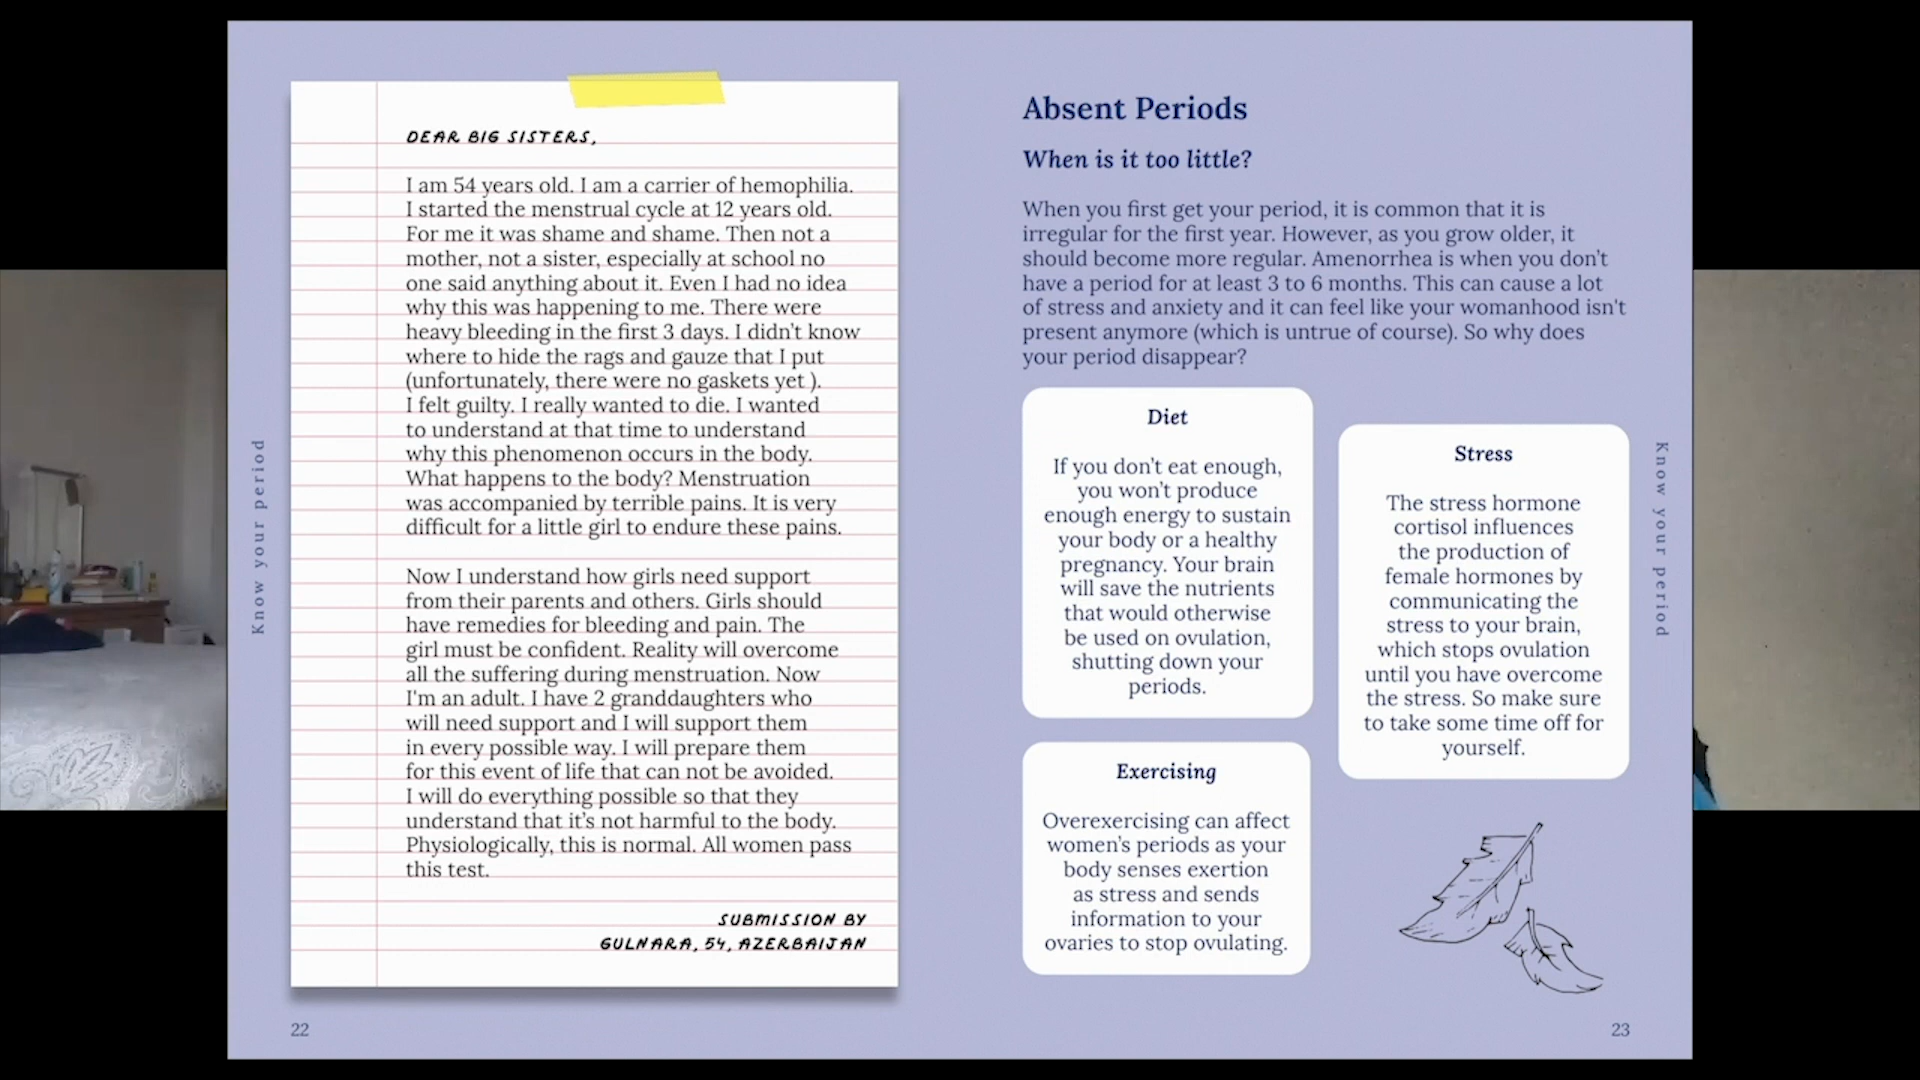 Know your period
DEAR BIG SISTERS,
I am 54 years old. I am a carrier of hemophilia.
I started the menstrual cycle at 12 years old.
For me it was shame and shame. Then not a
mother, not a sister, especially at school no
one said anything about it. Even I had no idea
why this was happening to me. There were
heavy bleeding in the first 3 days. I didn't know
where to hide the rags and gauze that I put
(unfortunately, there were no gaskets yet ).
I felt guilty. I really wanted to die. I wanted
to understand at that time to understand
why this phenomenon occurs in the body.
What happens to the body? Menstruation
was accompanied by terrible pains. It is very
difficult for a little girl to endure these pains.
Now I understand how girls need support
from their parents and others. Girls should
have remedies for bleeding and pain. The
girl must be confident. Reality will overcome
all the suffering during menstruation. Now
I'm an adult. I have 2 granddaughters who
will need support and I will support them
in every possible way. I will prepare them
for this event of life that can not be avoided.
I will do everything possible so that they
understand that it's not harmful to the body.
Physiologically, this is normal. All women pass
this test.
SUBMISSION BY
GULNARA, 54, AZERBAIJAN
22
Absent Periods
When is it too little?
When you first get your period, it is common that it is
irregular for the first year. However, as you grow older, it
should become more regular. Amenorrhea is when you don't
have a period for at least 3 to 6 months. This can cause a lot
of stress and anxiety and it can feel like your womanhood isn't
present anymore (which is untrue of course). So why does
your period disappear?
Diet
If you don't eat enough,
you won't produce
enough energy to sustain
your body or a healthy
pregnancy. Your brain
will save the nutrients
that would otherwise
be used on ovulation,
shutting down your
periods.
Stress
The stress hormone
cortisol influences
the production of
female hormones by
communicating the
stress to your brain,
which stops ovulation
until you have overcome
the stress. So make sure
to take some time off for
yourself.
Exercising
Overexercising can affect
women's periods as your
body senses exertion
as stress and sends
information to your
ovaries to stop ovulating.
Know your period
23